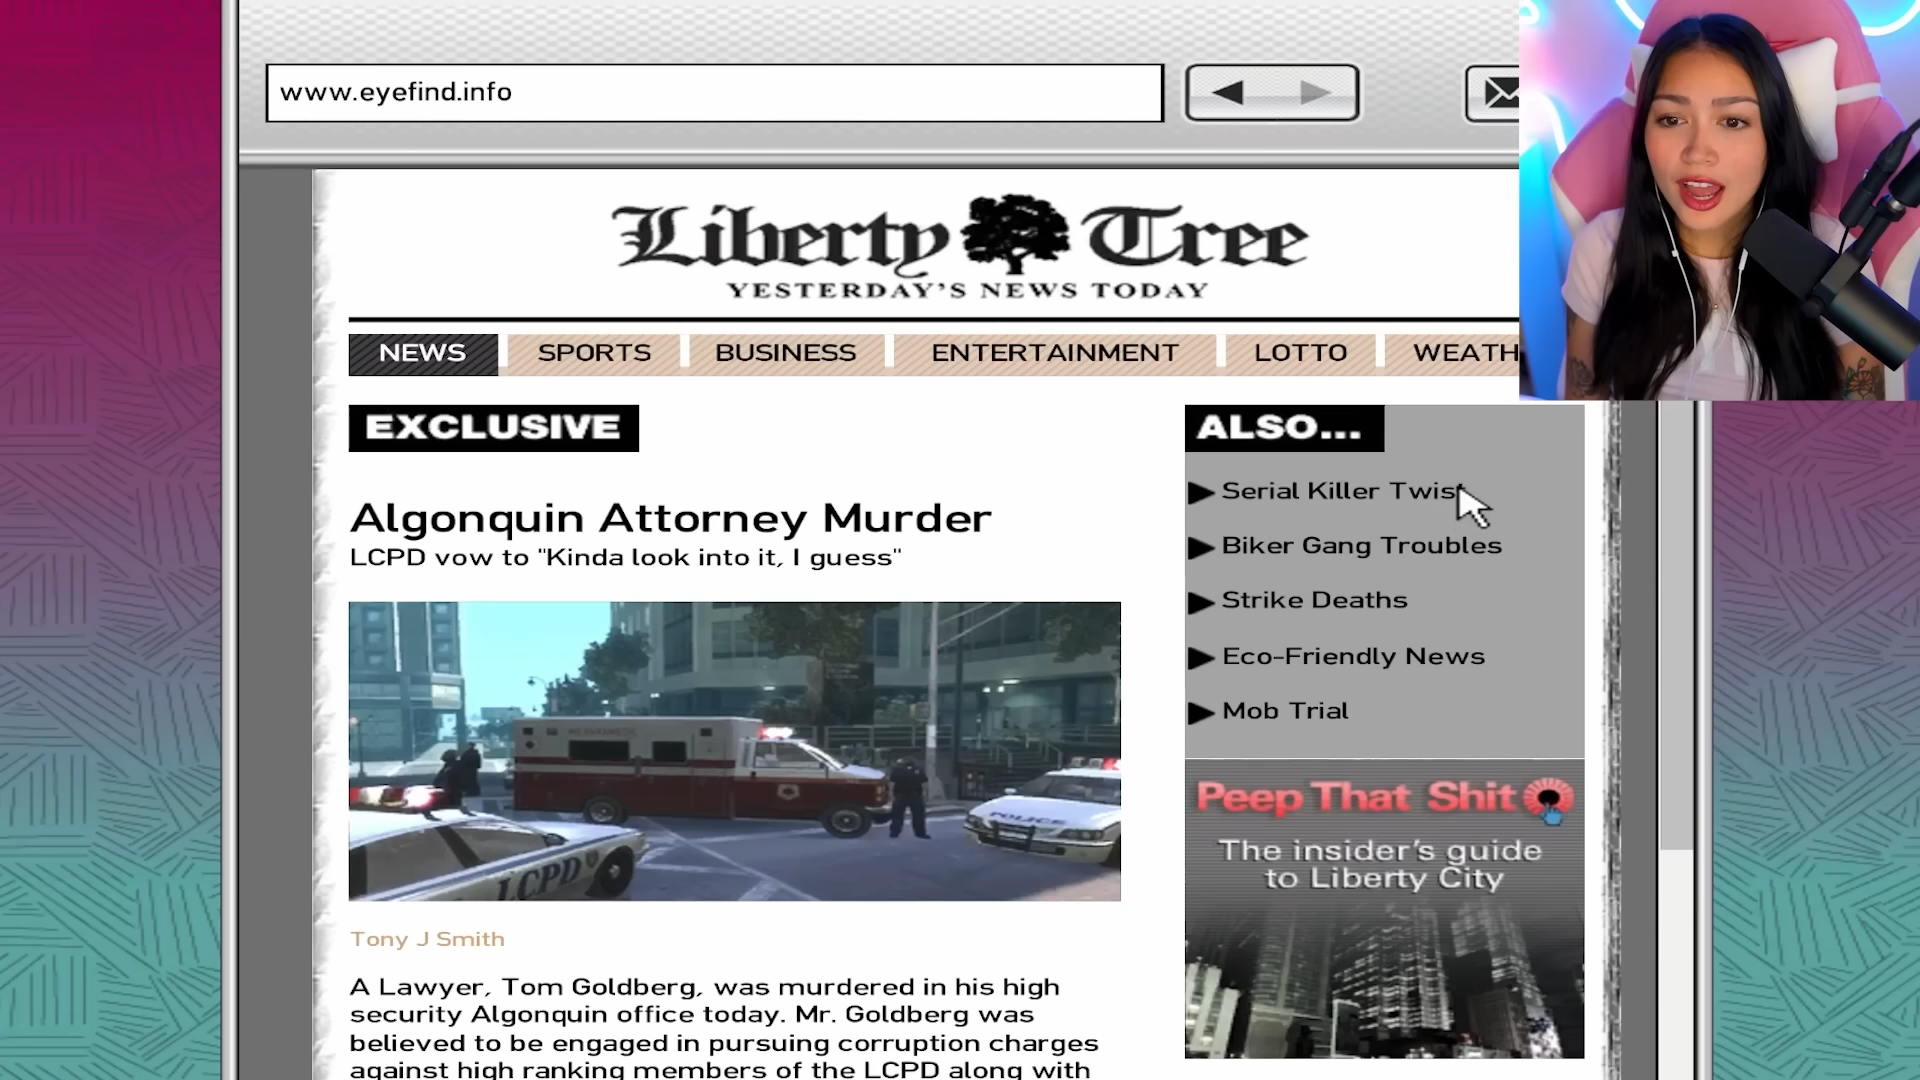 www.eyefind.info
Liberty Tree
YESTERDAY'S NEWS TODAY
NEWS SPORTS BUSINESS ENTERTAINMENT LOTTO WEATH
EXCLUSIVE
Algonquin Attorney Murder
LCPD vow to "Kinda look into it, I guess"
LCPD
POLICE
Tony J Smith
A Lawyer, Tom Goldberg, was murdered in his high
security Algonquin office today. Mr. Goldberg was
believed to be engaged in pursuing corruption charges
against high ranking members of the LCPD along with
ALSO...
Serial Killer Twist
Biker Gang Troubles
Strike Deaths
Eco-Friendly News
Mob Trial
Peep That Shit
The insider's guide
to Liberty City